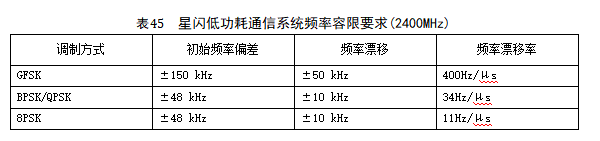 表45 星闪低功耗通信系统频率容限要求(2400MHz)
调制方式 初始频率偏差 频率漂移 频率漂移率
GFSK ±150 kHz ±50 kHz 400Hz/μs
BPSK/QPSK ±48 kHz ±10 kHz 34Hz/μs
8PSK ±48 kHz ±10 kHz 11Hz/μs